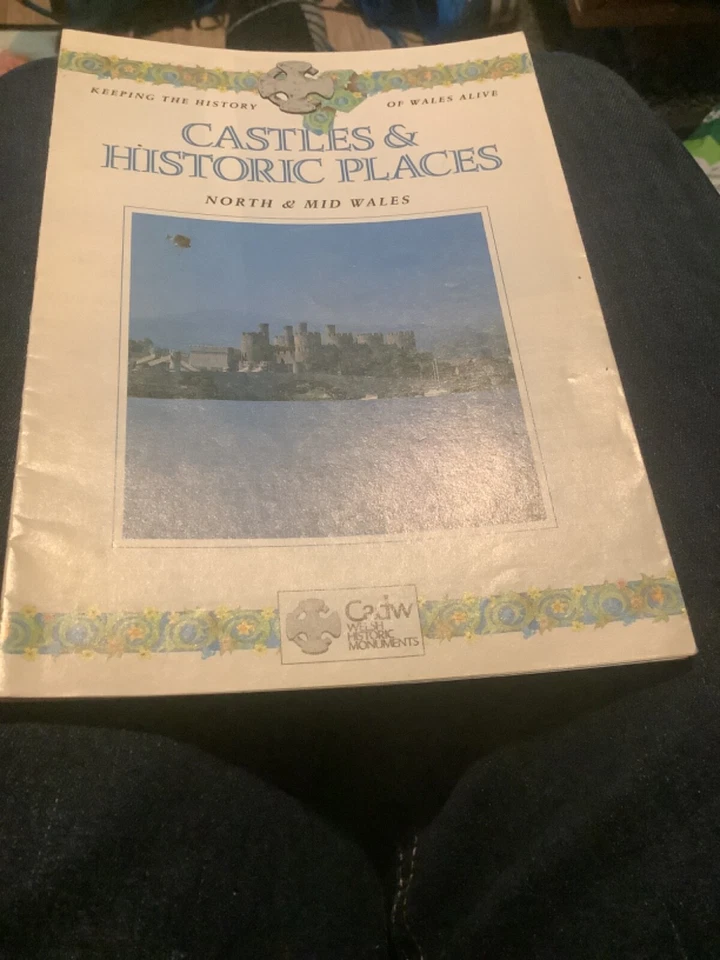 KEEPING THE HISTORY OF WALES ALIVE
CASTLES &
HISTORIC PLACES
NORTH & MID WALES
Cadw
WELSH
HISTORIC
MONUMENTS